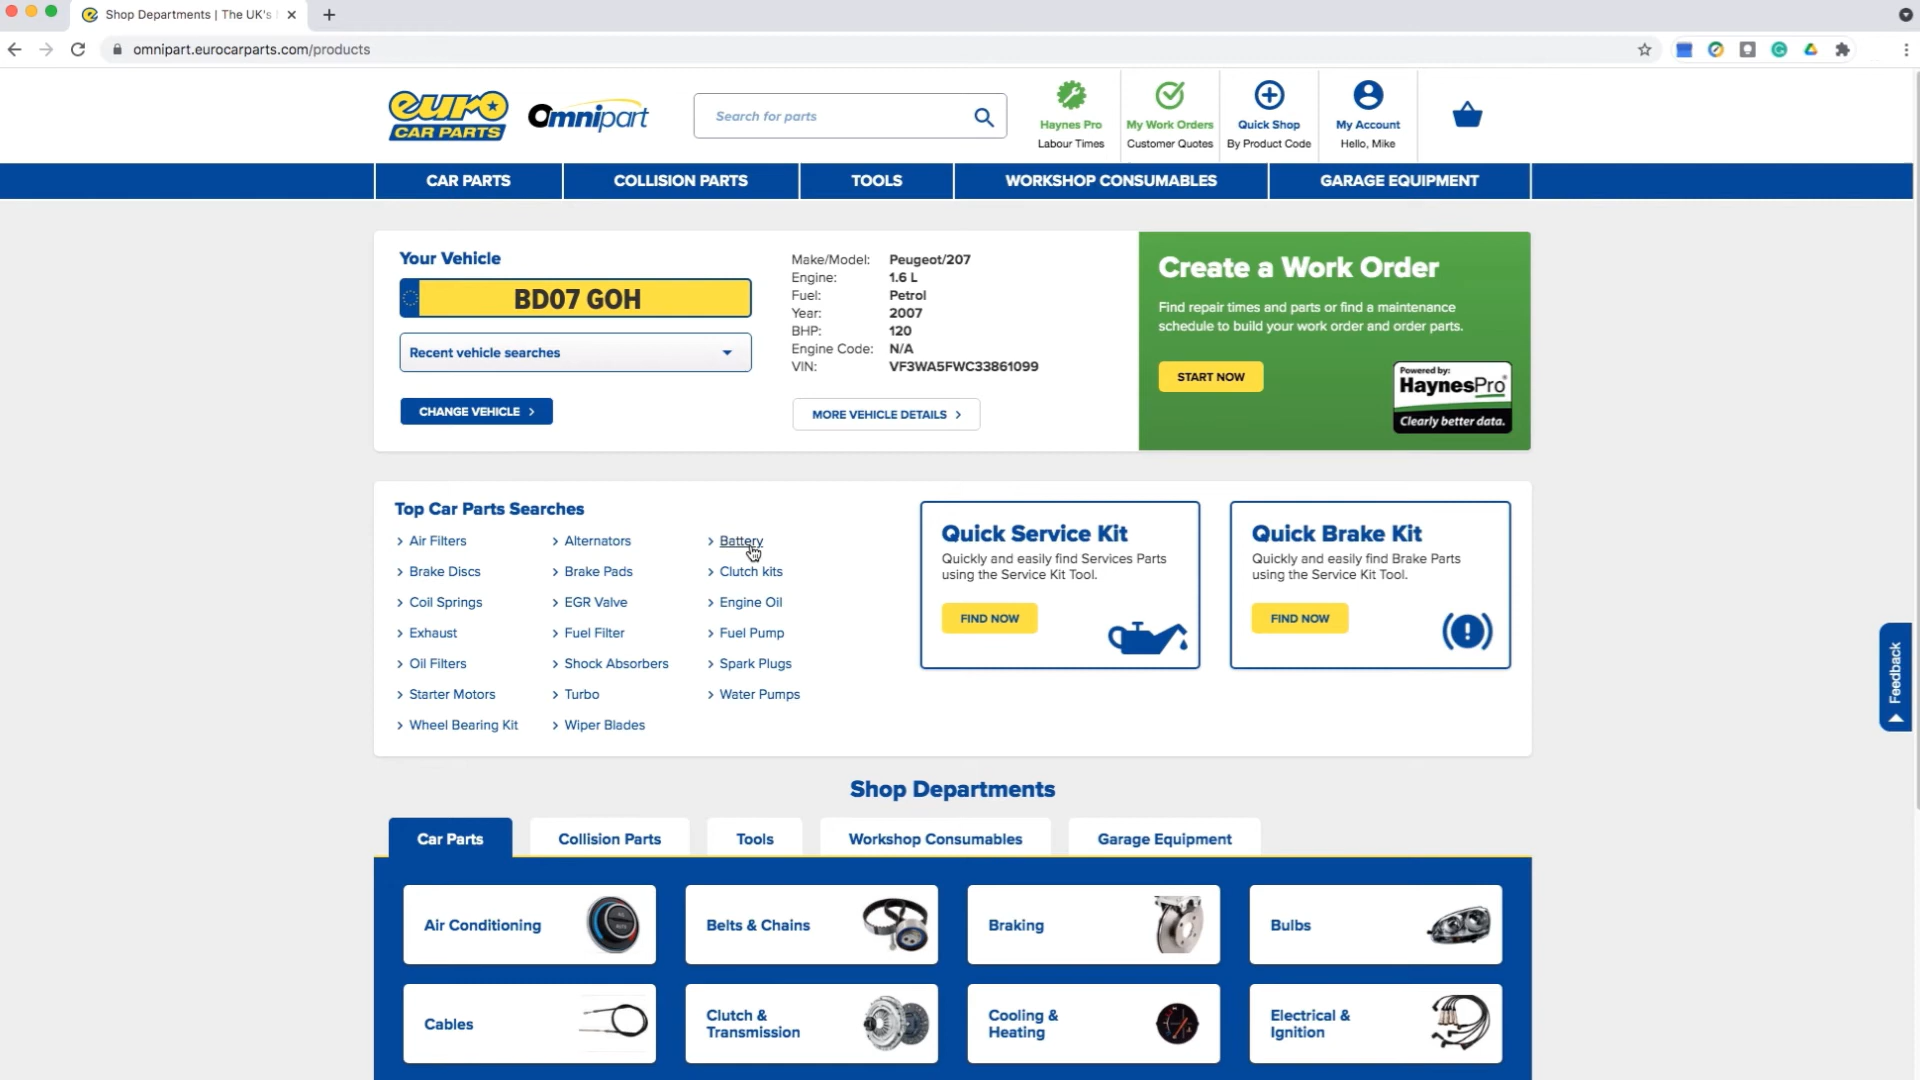 Shop Departments | The UK's
omnipart.eurocarparts.com/products
euro
CAR PARTS
Omnipart
Search for parts
Haynes Pro
Labour Times
My Work Orders
Customer Quotes
Quick Shop
By Product Code
My Account
Hello, Mike
CAR PARTS
COLLISION PARTS
TOOLS
WORKSHOP CONSUMABLES
GARAGE EQUIPMENT
Your Vehicle
BD07 GOH
Recent vehicle searches
CHANGE VEHICLE
Make/Model: Peugeot/207
Engine: 1.6 L
Fuel: Petrol
Year: 2007
BHP: 120
Engine Code: N/A
VIN: VF3WA5FWC33861099
MORE VEHICLE DETAILS
Create a Work Order
Find repair times and parts or find a maintenance
schedule to build your work order and order parts.
START NOW
Powered by:
HaynesPro
Clearly better data.
Top Car Parts Searches
Air Filters
Alternators
Battery
Brake Discs
Brake Pads
Clutch kits
Coil Springs
EGR Valve
Engine Oil
Exhaust
Fuel Filter
Fuel Pump
Oil Filters
Shock Absorbers
Spark Plugs
Starter Motors
Turbo
Water Pumps
Wheel Bearing Kit
Wiper Blades
Quick Service Kit
Quickly and easily find Services Parts
using the Service Kit Tool.
FIND NOW
Quick Brake Kit
Quickly and easily find Brake Parts
using the Service Kit Tool.
FIND NOW
Feedback
Shop Departments
Car Parts
Collision Parts
Tools
Workshop Consumables
Garage Equipment
Air Conditioning
Belts & Chains
Braking
Bulbs
Cables
Clutch &
Transmission
Cooling &
Heating
Electrical &
Ignition